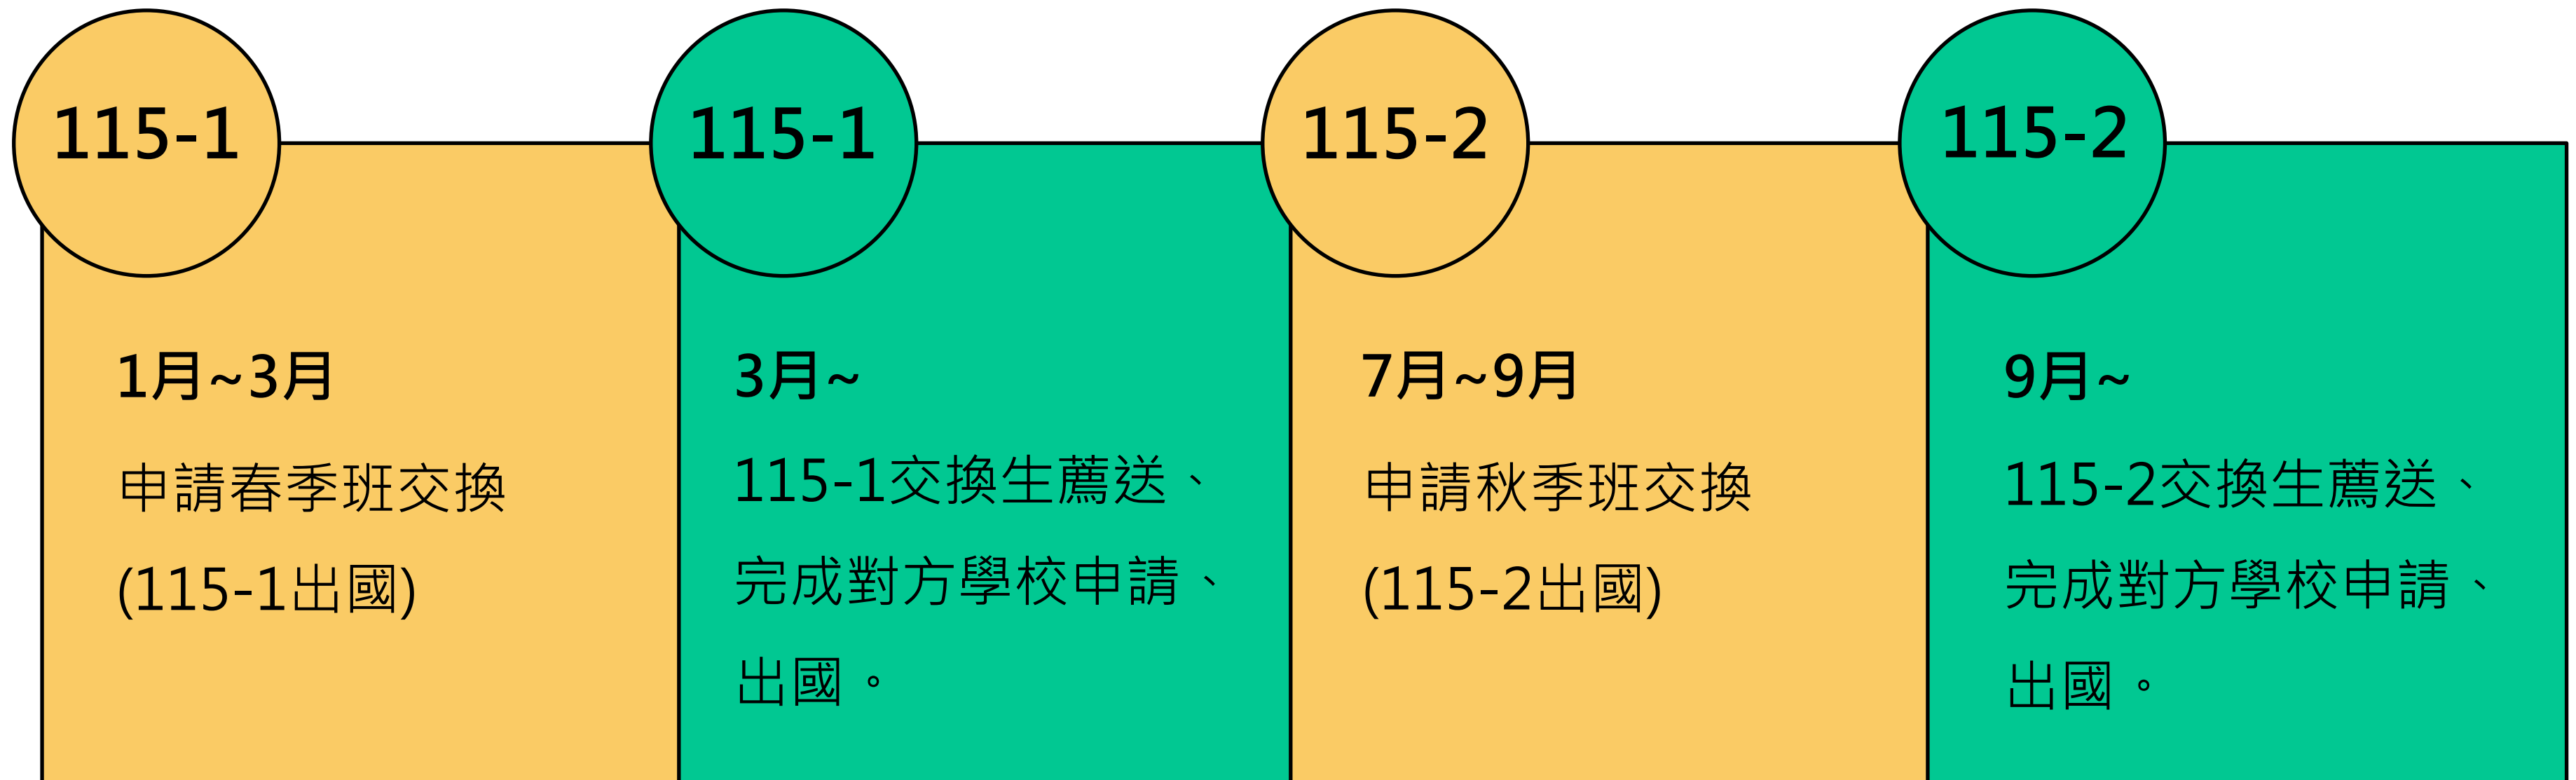 115-1
1月~3月
申請春季班交換
(115-1出國)
115-1
3月~
115-1交換生薦送、
完成對方學校申請、
出國。
115-2
7月~9月
申請秋季班交換
(115-2出國)
115-2
9月~
115-2交換生薦送、
完成對方學校申請、
出國。